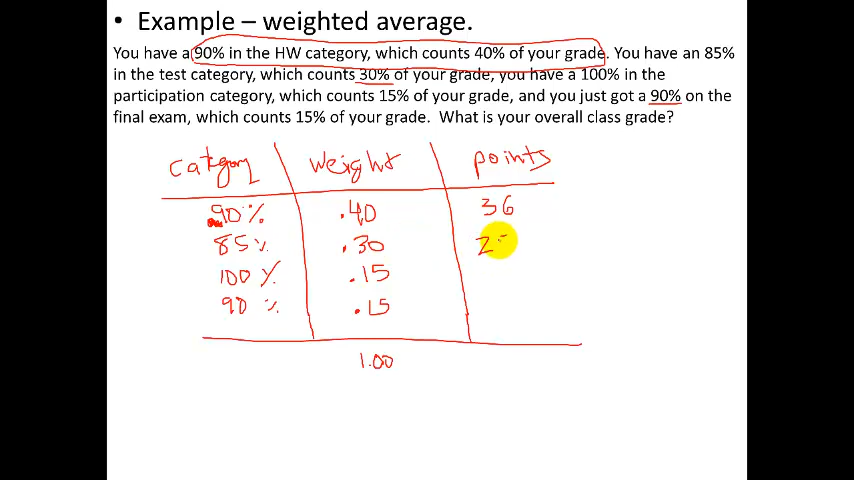 • Example – weighted average.
You have a 90% in the HW category, which counts 40% of your grade. You have an 85%
in the test category, which counts 30% of your grade, you have a 100% in the
participation category, which counts 15% of your grade, and you just got a 90% on the
final exam, which counts 15% of your grade. What is your overall class grade?
category weight points
90% .40 36
85% .30 2
100% .15
90% .15
1.00